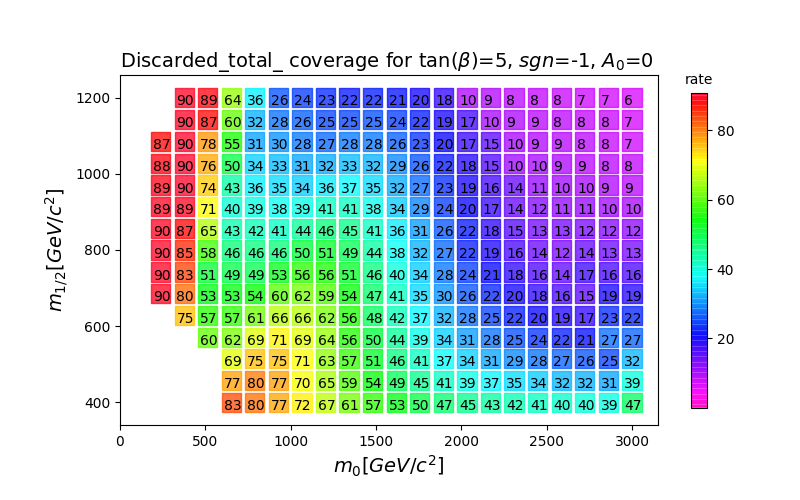 Discarded_total_ coverage for tan(β)=5, sgn=-1, A₀=0
rate
1200
1000
800
600
400
90 89 64 36 26 24 23 22 22 21 20 18 10 9 8 8 8 7 7 6
90 87 60 32 28 26 25 25 25 24 22 19 17 10 9 9 8 8 7
87 90 78 55 31 30 28 27 28 28 26 23 20 17 15 10 9 9 8 8 7
88 90 76 50 34 33 31 32 33 32 29 26 22 18 15 10 10 9 9 8 8
89 90 74 43 36 35 34 36 37 35 32 27 23 19 16 14 11 10 10 9 9
89 89 71 40 39 38 39 41 41 38 34 29 24 20 17 14 12 11 11 10 10
90 87 65 43 42 41 44 46 45 41 36 31 26 22 18 15 13 13 12 12 12
90 85 58 46 46 46 50 51 49 44 38 32 27 22 19 16 14 12 14 13 13
90 83 51 49 49 53 56 56 51 46 40 34 28 24 21 18 16 14 17 16 16
90 80 53 53 54 60 62 59 54 47 41 35 30 26 22 20 18 16 15 19 19
75 57 57 61 66 66 62 56 48 42 37 32 28 25 22 20 19 17 23 22
60 62 69 71 69 64 56 50 44 39 34 31 28 25 24 22 21 27 27
69 75 75 71 63 57 51 46 41 37 34 31 29 28 27 26 25 32
77 80 77 70 65 59 54 49 45 41 39 37 35 34 32 32 31 39
83 80 77 72 67 61 57 53 50 47 45 43 42 41 40 40 39 47
80
60
40
20
0 500 1000 1500 2000 2500 3000
m₀[GeV/c²]
m₁/₂[GeV/c²]